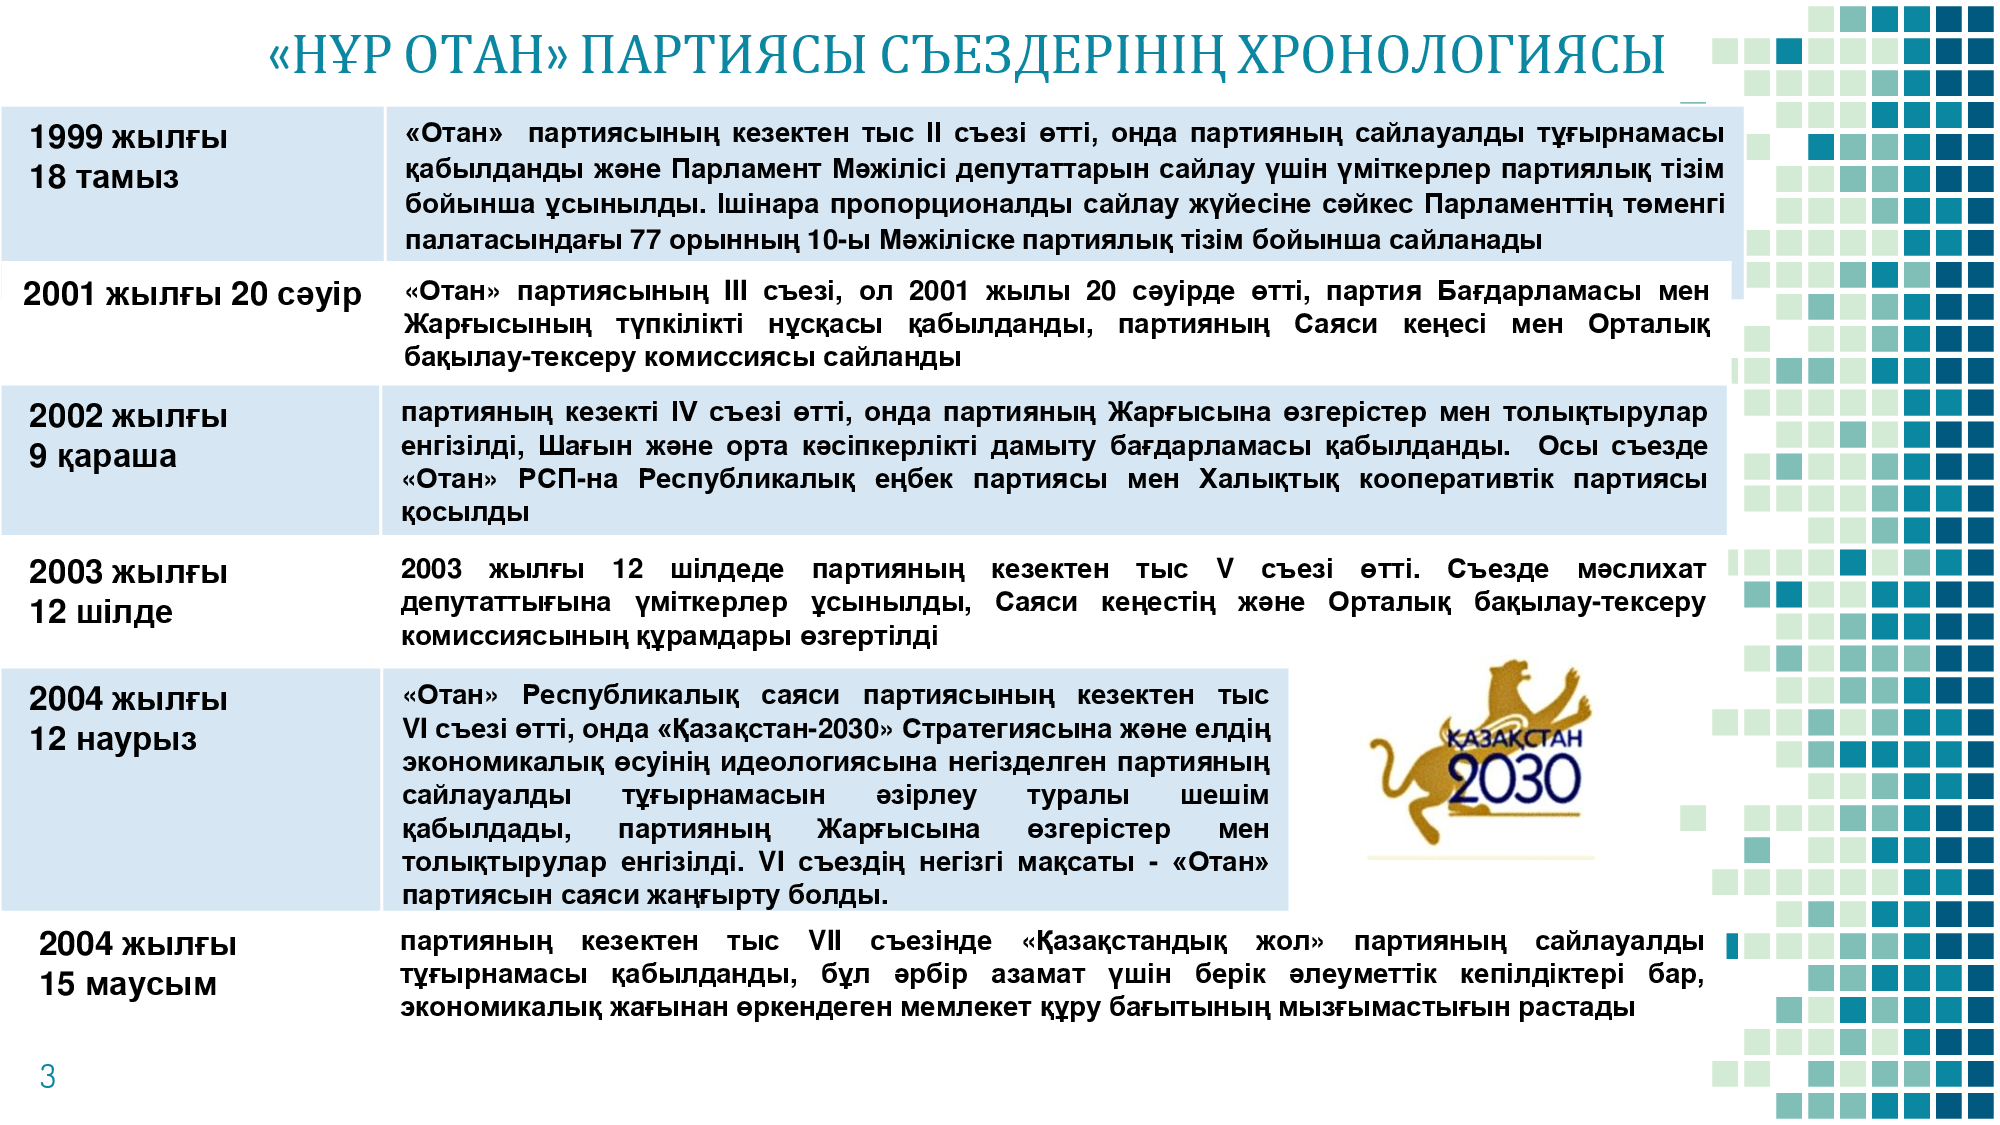 «НҰР ОТАН» ПАРТИЯСЫ СЪЕЗДЕРІНІҢ ХРОНОЛОГИЯСЫ
1999 жылғы
18 тамыз
«Отан» партиясының кезектен тыс II съезі өтті, онда партияның сайлауалды тұғырнамасы
қабылданды және Парламент Мәжілісі депутаттарын сайлау үшін үміткерлер партиялық тізім
бойынша ұсынылды. Ішінара пропорционалды сайлау жүйесіне сәйкес Парламенттің төменгі
палатасындағы 77 орынның 10-ы Мәжіліске партиялық тізім бойынша сайланады
2001 жылғы 20 сәуір
«Отан» партиясының III съезі, ол 2001 жылы 20 сәуірде өтті, партия Бағдарламасы мен
Жарғысының түпкілікті нұсқасы қабылданды, партияның Саяси кеңесі мен Орталық
бақылау-тексеру комиссиясы сайланды
2002 жылғы
9 қараша
партияның кезекті IV съезі өтті, онда партияның Жарғысына өзгерістер мен толықтырулар
енгізілді, Шағын және орта кәсіпкерлікті дамыту бағдарламасы қабылданды. Осы съезде
«Отан» РСП-на Республикалық еңбек партиясы мен Халықтық кооперативтік партиясы
қосылды
2003 жылғы
12 шілде
2003 жылғы 12 шілдеде партияның кезектен тыс V съезі өтті. Съезде мәслихат
депутаттығына үміткерлер ұсынылды, Саяси кеңестің және Орталық бақылау-тексеру
комиссиясының құрамдары өзгертілді
2004 жылғы
12 наурыз
«Отан» Республикалық саяси партиясының кезектен тыс
VI съезі өтті, онда «Қазақстан-2030» Стратегиясына және елдің
экономикалық өсуінің идеологиясына негізделген партияның
сайлауалды тұғырнамасын әзірлеу туралы шешім
қабылдады, партияның Жарғысына өзгерістер мен
толықтырулар енгізілді. VI съездің негізгі мақсаты - «Отан»
партиясын саяси жаңғырту болды.
ҚАЗАҚСТАН
2030
2004 жылғы
15 маусым
партияның кезектен тыс VII съезінде «Қазақстандық жол» партияның сайлауалды
тұғырнамасы қабылданды, бұл әрбір азамат үшін берік әлеуметтік кепілдіктері бар,
экономикалық жағынан өркендеген мемлекет құру бағытының мызғымастығын растады
3